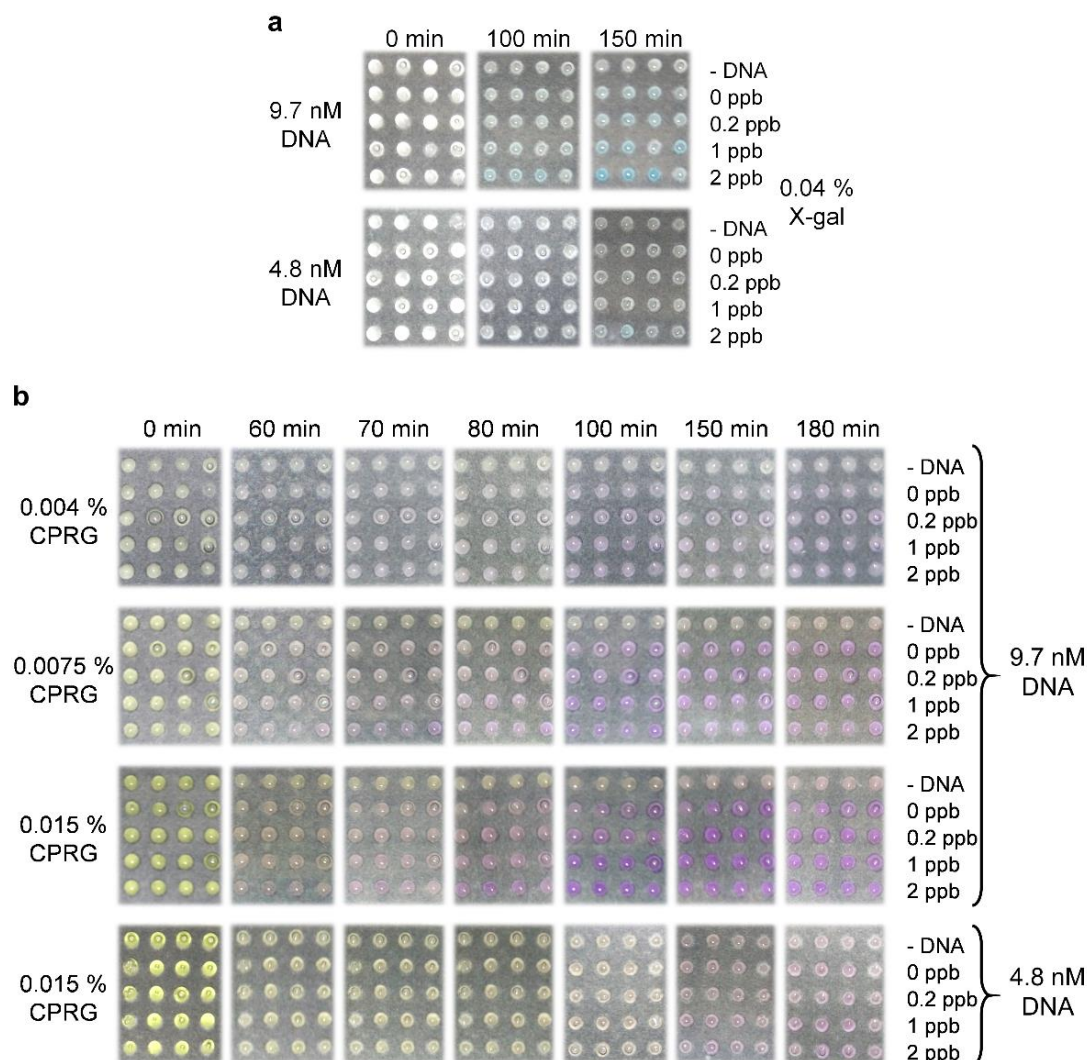 a
0 min 100 min 150 min
9.7 nM
DNA
- DNA
0 ppb
0.2 ppb
1 ppb
2 ppb
0.04 %
X-gal
4.8 nM
DNA
- DNA
0 ppb
0.2 ppb
1 ppb
2 ppb
b
0 min 60 min 70 min 80 min 100 min 150 min 180 min
0.004 %
CPRG
- DNA
0 ppb
0.2 ppb
1 ppb
2 ppb
0.0075 %
CPRG
- DNA
0 ppb
0.2 ppb
1 ppb
2 ppb
9.7 nM
DNA
0.015 %
CPRG
- DNA
0 ppb
0.2 ppb
1 ppb
2 ppb
0.015 %
CPRG
- DNA
0 ppb
0.2 ppb
1 ppb
2 ppb
4.8 nM
DNA